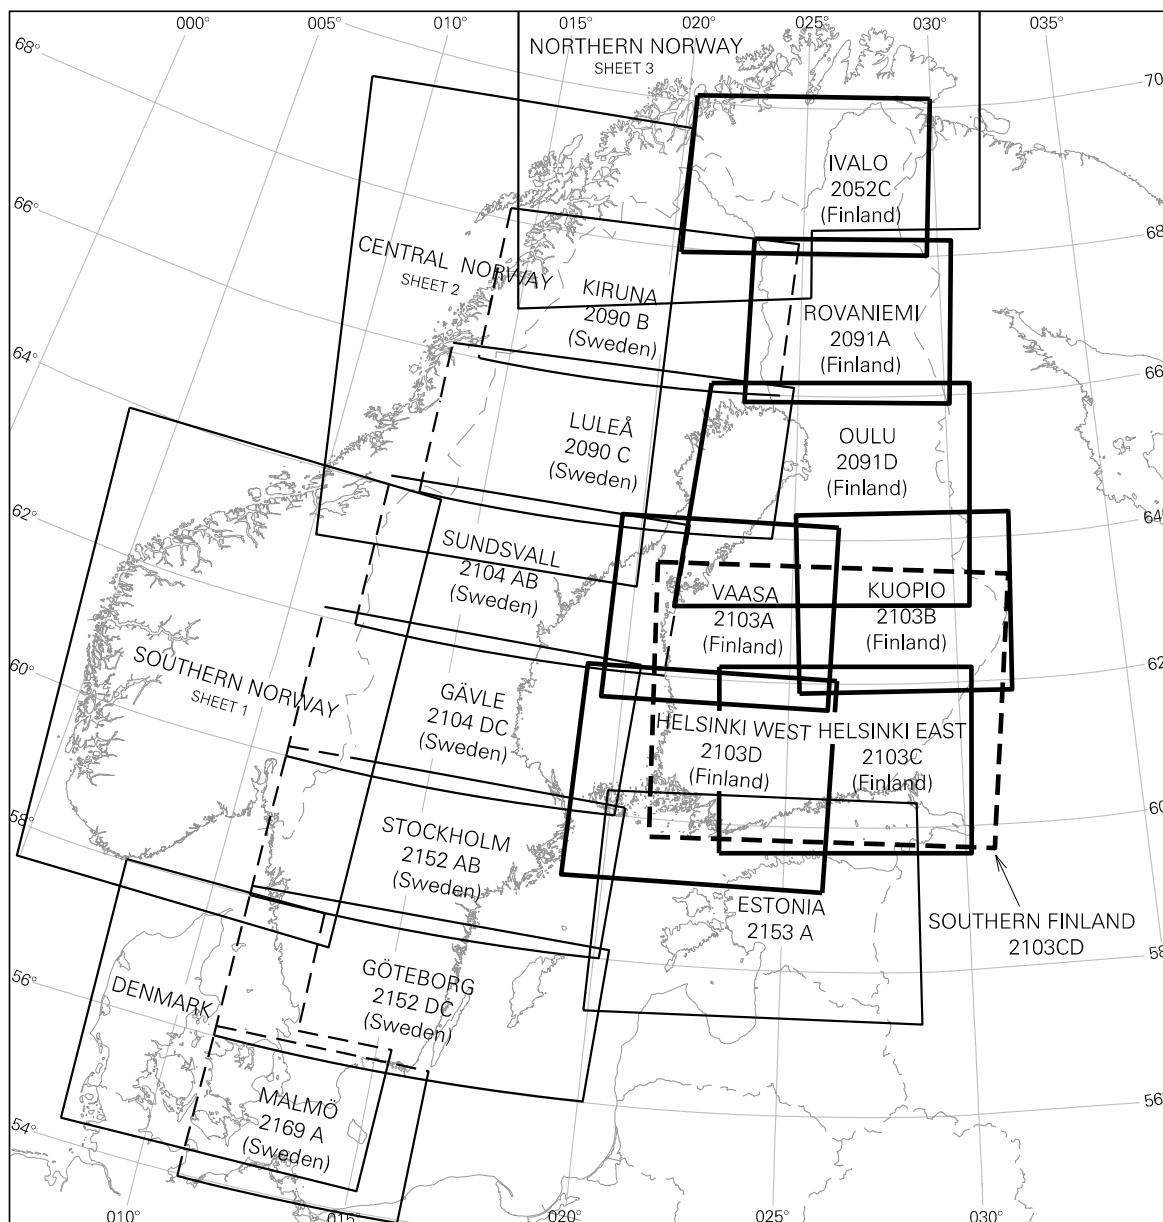 000°
005°
010°
015°
020°
025°
030°
035°
68°
NORTHERN NORWAY
SHEET 3
70°
IVALO
2052C
(Finland)
66°
68°
CENTRAL NORWAY
SHEET 2
KIRUNA
2090 B
(Sweden)
ROVANIEMI
2091A
(Finland)
64°
66°
LULEÅ
2090 C
(Sweden)
OULU
2091D
(Finland)
62°
64°
SUNDSVALL
2104 AB
(Sweden)
VAASA
2103A
(Finland)
KUOPIO
2103B
(Finland)
60°
62°
SOUTHERN NORWAY
SHEET 1
GÄVLE
2104 DC
(Sweden)
HELSINKI WEST
2103D
(Finland)
HELSINKI EAST
2103C
(Finland)
58°
60°
STOCKHOLM
2152 AB
(Sweden)
ESTONIA
2153 A
SOUTHERN FINLAND
2103CD
58°
56°
DENMARK
GÖTEBORG
2152 DC
(Sweden)
56°
54°
MALMÖ
2169 A
(Sweden)
010°
015°
020°
025°
030°